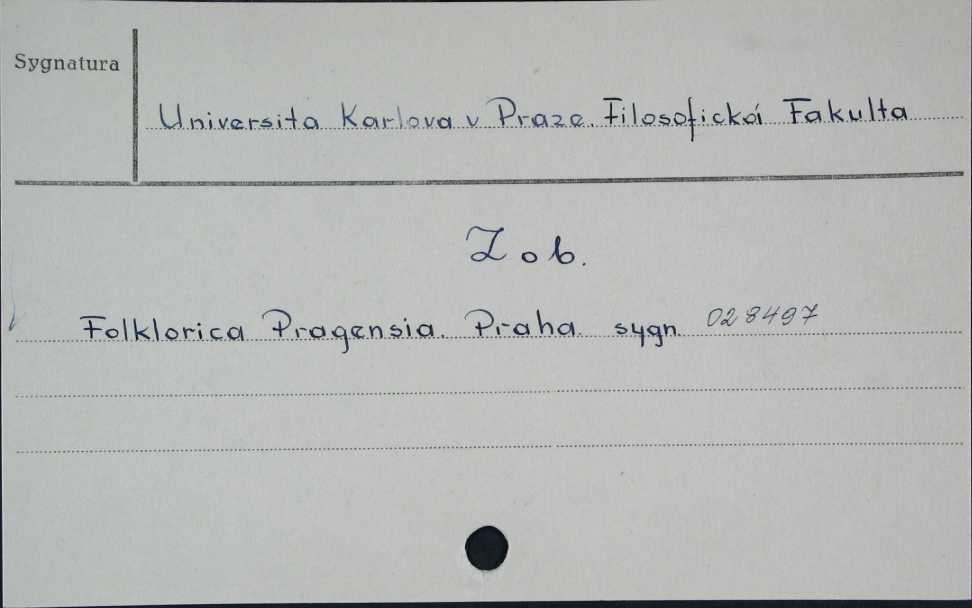 Sygnatura
Universita Karlova v Praze. Filosofická Fakulta
Zob.
Folklorica Pragensia. Praha. sygn. 028497